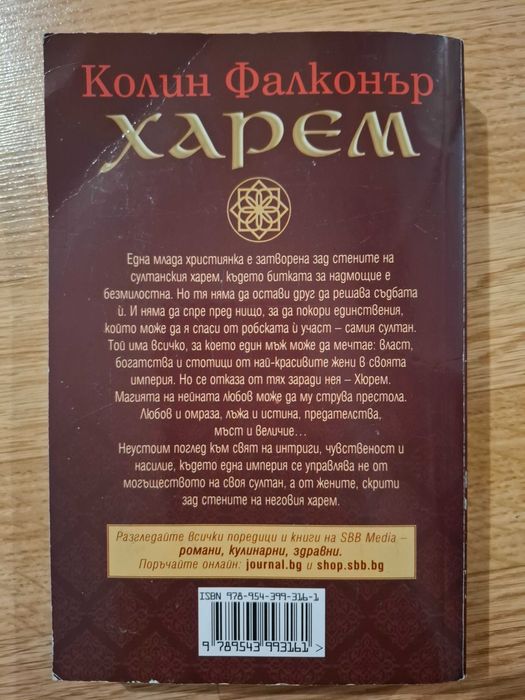 Колин Фалконър
ХАРЕМ
Една млада християнка е затворена зад стените на
султанския харем, където битката за надмощие е
безмилостна. Но тя няма да остави друг да решава съдбата
ѝ. И няма да спре пред нищо, за да покори единствения,
който може да я спаси от робската ѝ участ – самия султан.
Той има всичко, за което един мъж може да мечтае: власт,
богатства и стотици от най-красивите жени в своята
империя. Но се отказа от тях заради нея – Хюрем.
Магията на нейната любов може да му струва престола.
Любов и омраза, лъжа и истина, предателства,
мъст и величие...
Неустоим поглед към свят на интриги, чувственост и
насилие, където една империя се управлява не от
могъществото на своя султан, а от жените, скрити
зад стените на неговия харем.
Разгледайте всички поредици и книги на SBB Media –
романи, кулинарни, здравни.
Поръчайте онлайн: journal.bg и shop.sbb.bg
ISBN 978-954-399-316-1
9 789543 993161 >